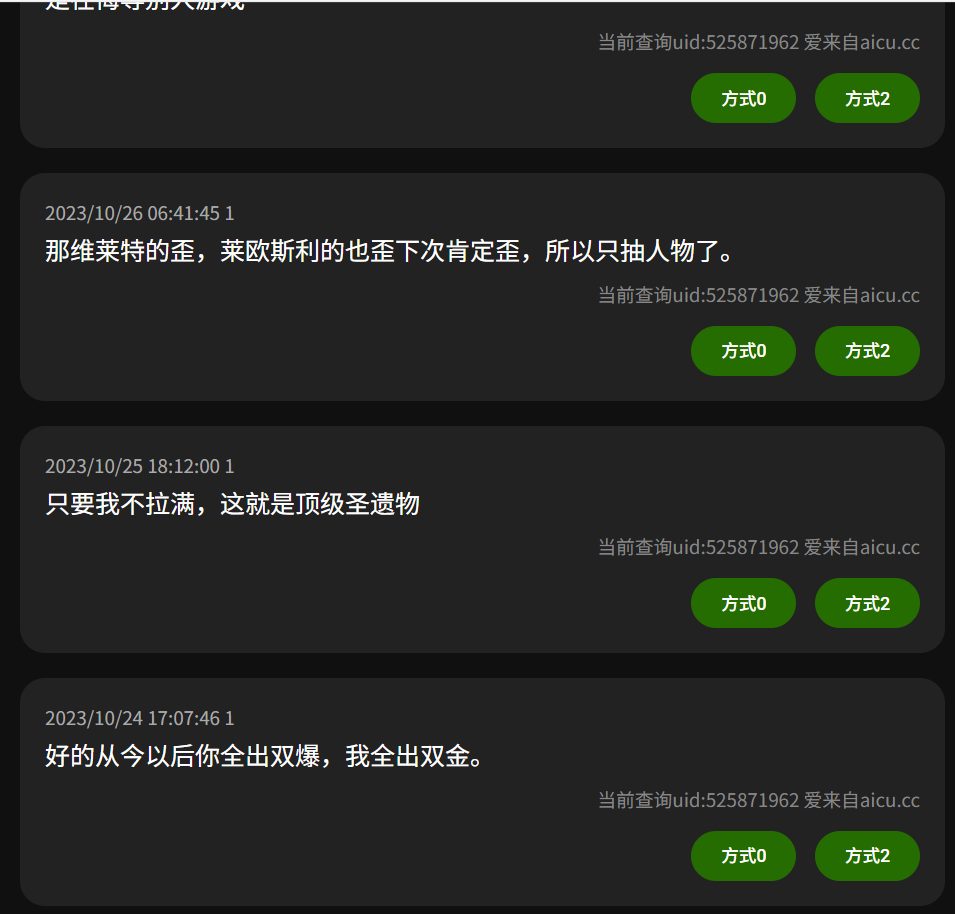 当前查询uid:525871962 爱来自aicu.cc
方式0 方式2
2023/10/26 06:41:45 1
那维莱特的歪，莱欧斯利的也歪下次肯定歪，所以只抽人物了。
当前查询uid:525871962 爱来自aicu.cc
方式0 方式2
2023/10/25 18:12:00 1
只要我不拉满，这就是顶级圣遗物
当前查询uid:525871962 爱来自aicu.cc
方式0 方式2
2023/10/24 17:07:46 1
好的从今以后你全出双爆，我全出双金。
当前查询uid:525871962 爱来自aicu.cc
方式0 方式2